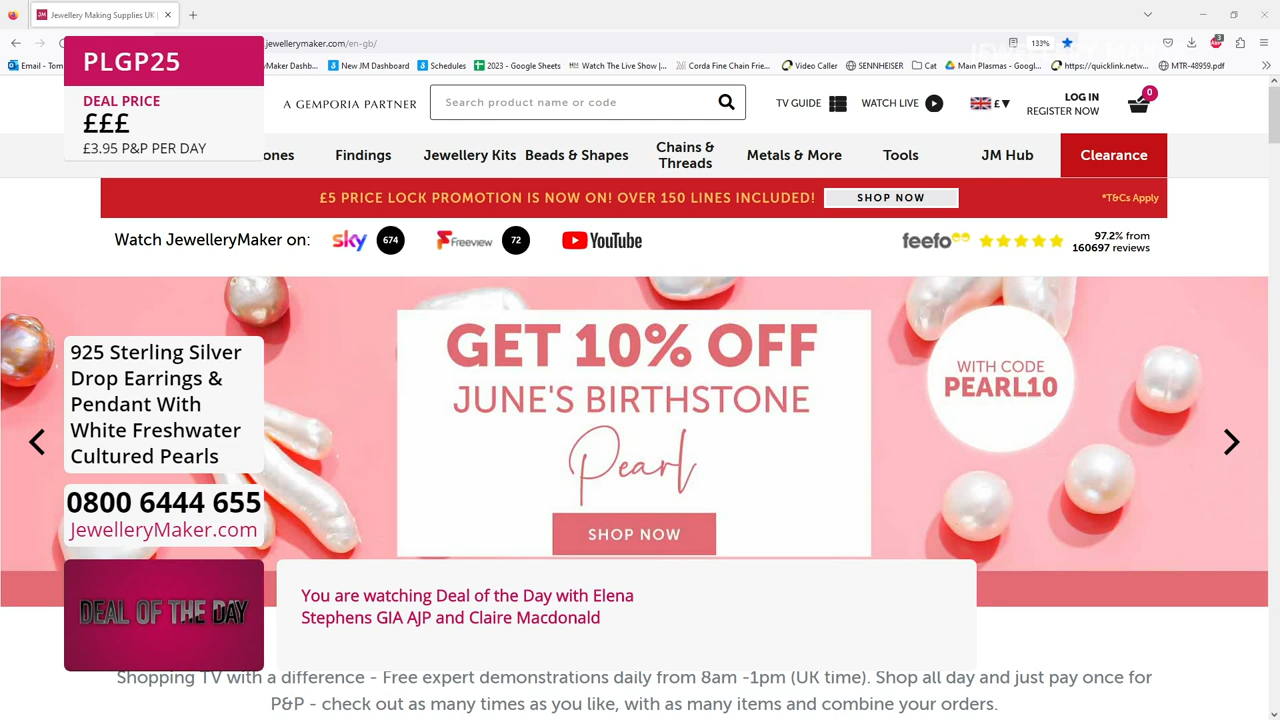 Jewellery Making Supplies UK |
jewellerymaker.com/en-gb/
133%
3
Email - Tom
Maker Dashb...
New JM Dashboard
Schedules
2023 - Google Sheets
Watch The Live Show |...
Corda Fine Chain Frie...
Video Caller
SENNHEISER
Cat
Main Plasmas - Googl...
https://quicklink.netw...
MTR-48959.pdf
PLGP25
DEAL PRICE
£££
£3.95 P&P PER DAY
A GEMPORIA PARTNER
Search product name or code
TV GUIDE
WATCH LIVE
£
LOG IN
REGISTER NOW
0
ones
Findings
Jewellery Kits
Beads & Shapes
Chains &
Threads
Metals & More
Tools
JM Hub
Clearance
£5 PRICE LOCK PROMOTION IS NOW ON! OVER 150 LINES INCLUDED!
SHOP NOW
*T&Cs Apply
Watch JewelleryMaker on:
sky
674
Freeview
72
YouTube
feefo
97.2% from
160697 reviews
GET 10% OFF
JUNE'S BIRTHSTONE
Pearl
SHOP NOW
WITH CODE
PEARL10
925 Sterling Silver
Drop Earrings &
Pendant With
White Freshwater
Cultured Pearls
0800 6444 655
JewelleryMaker.com
DEAL OF THE DAY
You are watching Deal of the Day with Elena
Stephens GIA AJP and Claire Macdonald
Shopping TV with a difference - Free expert demonstrations daily from 8am -1pm (UK time). Shop all day and just pay once for
P&P - check out as many times as you like, with as many items and combine your orders.